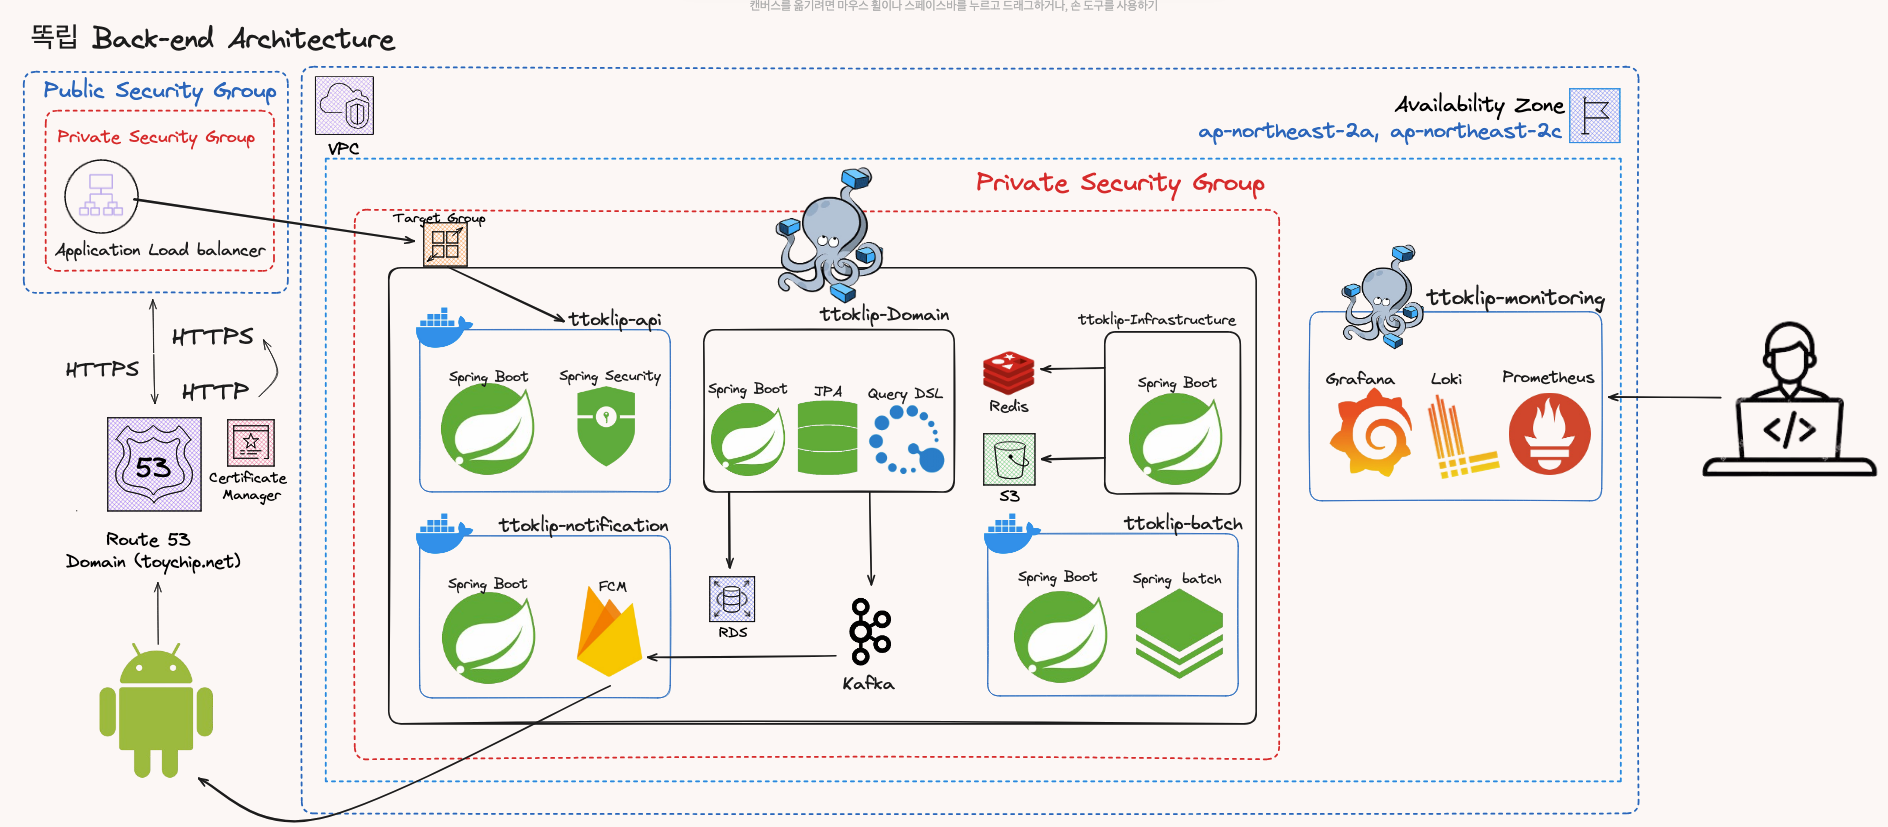 캔버스를 옮기려면 마우스 휠이나 스페이스바를 누르고 드래그하거나, 손 도구를 사용하기
똑립 Back-end Architecture
Public Security Group
Private Security Group
Application Load balancer
VPC
Availability Zone
ap-northeast-2a, ap-northeast-2c
Private Security Group
Target Group
ttoklip-api
Spring Boot
Spring Security
ttoklip-Domain
Spring Boot
JPA
Query DSL
ttoklip-Infrastructure
Spring Boot
Redis
S3
ttoklip-monitoring
Grafana
Loki
Prometheus
</>
HTTPS
HTTPS
HTTP
53
Certificate
Manager
Route 53
Domain (toychip.net)
ttoklip-notification
Spring Boot
FCM
RDS
Kafka
ttoklip-batch
Spring Boot
Spring batch